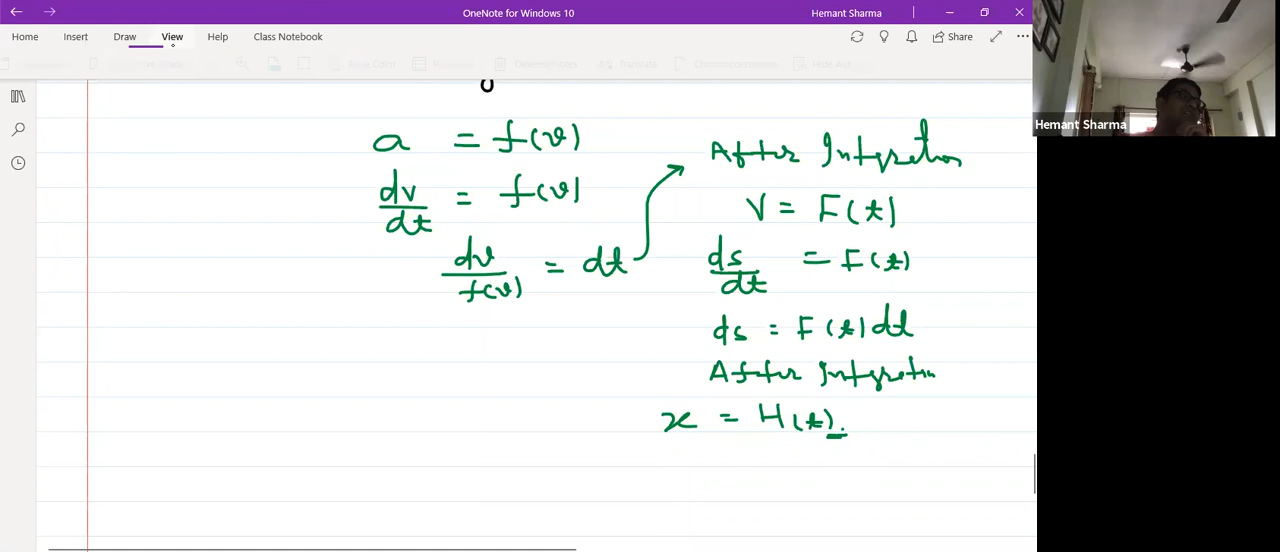 OneNote for Windows 10
Hemant Sharma
Home Insert Draw View Help Class Notebook Share
Hemant Sharma
a = f(v)
dv/dt = f(v)
dv/f(v) = dt
After Integration
V = F(t)
ds/dt = F(t)
ds = F(t)dt
After Integration
x = H(t).